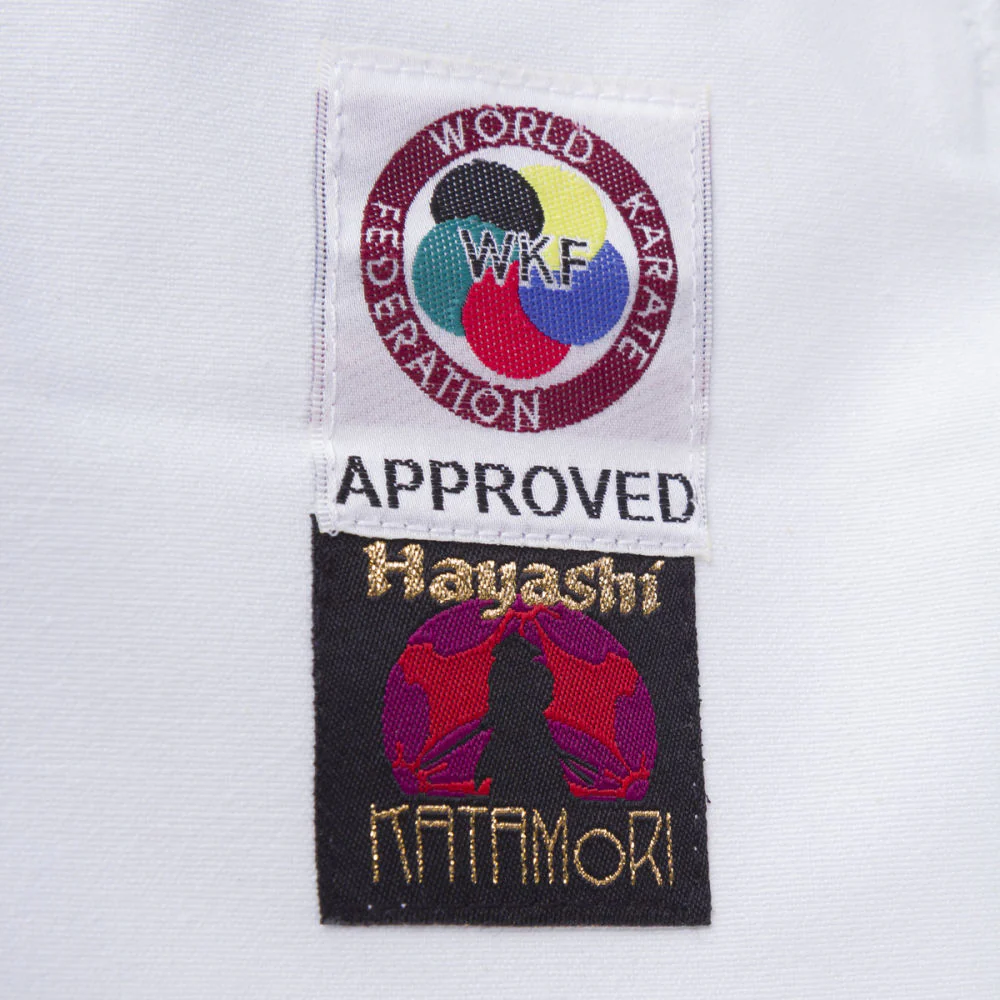 WORLD KARATE FEDERATION
WKF
APPROVED
Hayashi
KATAMORI